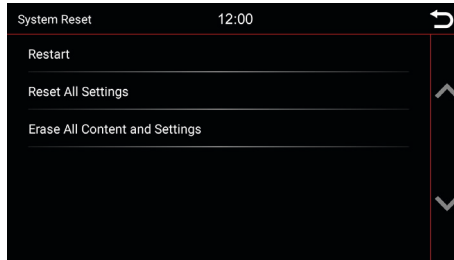 System Reset 12:00
Restart
Reset All Settings
Erase All Content and Settings